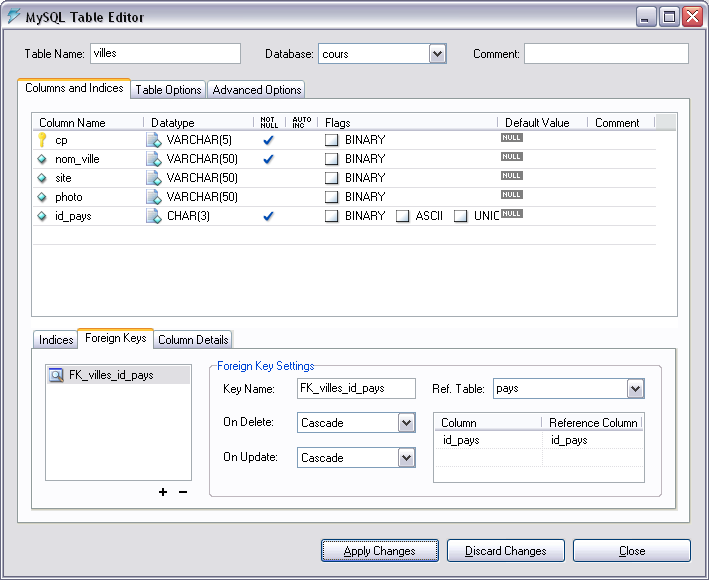 MySQL Table Editor
Table Name: villes Database: cours Comment:
Columns and Indices Table Options Advanced Options
Column Name Datatype NOT NULL AUTO INC Flags Default Value Comment
cp VARCHAR(5) BINARY NULL
nom_ville VARCHAR(50) BINARY NULL
site VARCHAR(50) BINARY NULL
photo VARCHAR(50) BINARY NULL
id_pays CHAR(3) BINARY ASCII UNIC NULL
Indices Foreign Keys Column Details
FK_villes_id_pays
Foreign Key Settings
Key Name: FK_villes_id_pays Ref. Table: pays
On Delete: Cascade
Column Reference Column
id_pays id_pays
On Update: Cascade
+ −
Apply Changes Discard Changes Close